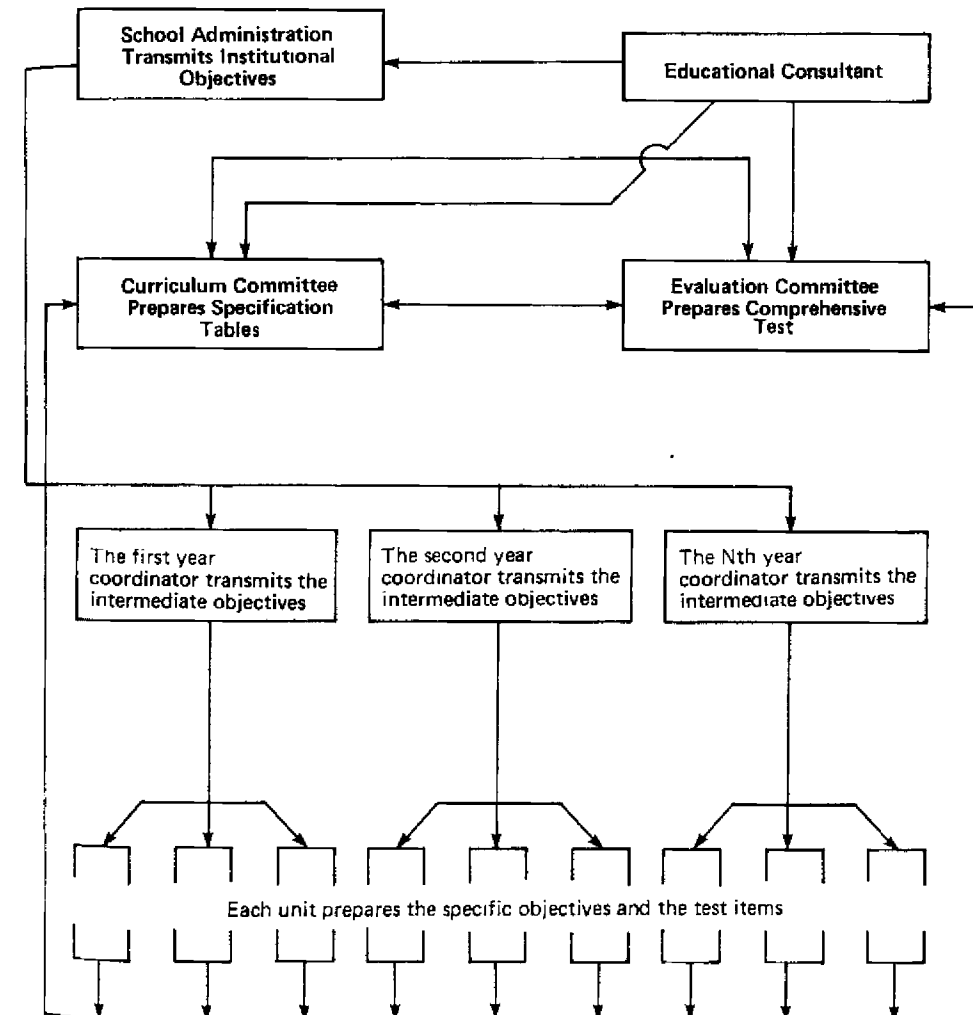 School Administration
Transmits Institutional
Objectives
Educational Consultant
Curriculum Committee
Prepares Specification
Tables
Evaluation Committee
Prepares Comprehensive
Test
The first year
coordinator transmits the
intermediate objectives
The second year
coordinator transmits the
intermediate objectives
The Nth year
coordinator transmits the
intermediate objectives
Each unit prepares the specific objectives and the test items